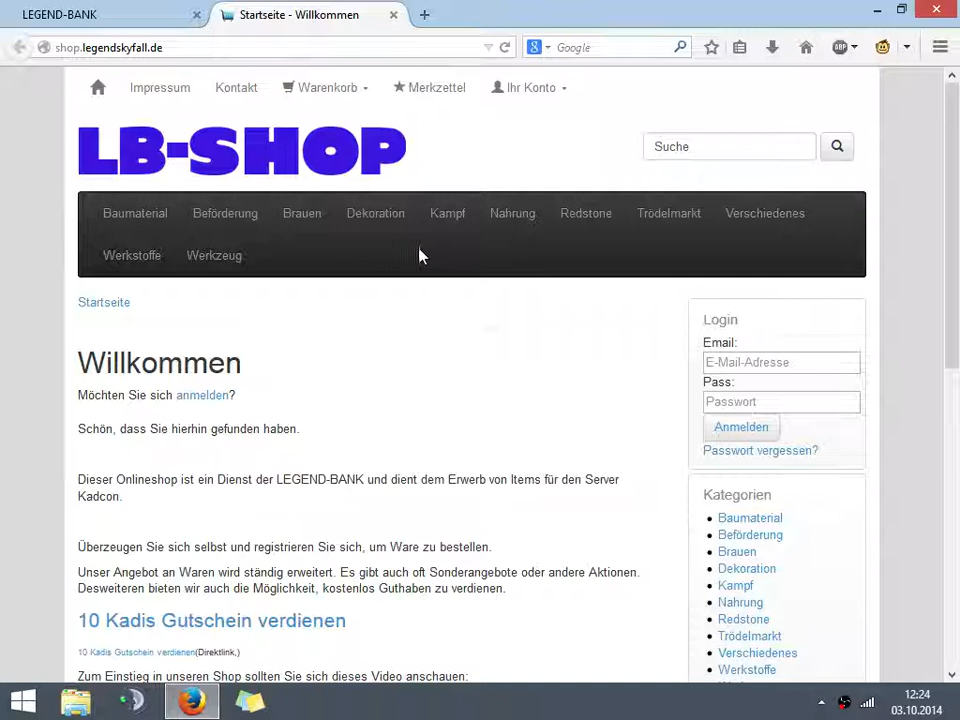 LEGEND-BANK
Startseite - Willkommen
shop.legendskyfall.de
Google
ABP
Impressum
Kontakt
Warenkorb
Merkzettel
Ihr Konto
LB-SHOP
Suche
Baumaterial
Beförderung
Brauen
Dekoration
Kampf
Nahrung
Redstone
Trödelmarkt
Verschiedenes
Werkstoffe
Werkzeug
Startseite
Willkommen
Möchten Sie sich anmelden?
Schön, dass Sie hierhin gefunden haben.
Dieser Onlineshop ist ein Dienst der LEGEND-BANK und dient dem Erwerb von Items für den Server
Kadcon.
Überzeugen Sie sich selbst und registrieren Sie sich, um Ware zu bestellen.
Unser Angebot an Waren wird ständig erweitert. Es gibt auch oft Sonderangebote oder andere Aktionen.
Desweiteren bieten wir auch die Möglichkeit, kostenlos Guthaben zu verdienen.
10 Kadis Gutschein verdienen
10 Kadis Gutschein verdienen(Direktlink,)
Zum Einstieg in unseren Shop sollten Sie sich dieses Video anschauen:
Login
Email:
E-Mail-Adresse
Pass:
Passwort
Anmelden
Passwort vergessen?
Kategorien
Baumaterial
Beförderung
Brauen
Dekoration
Kampf
Nahrung
Redstone
Trödelmarkt
Verschiedenes
Werkstoffe
12:24
03.10.2014